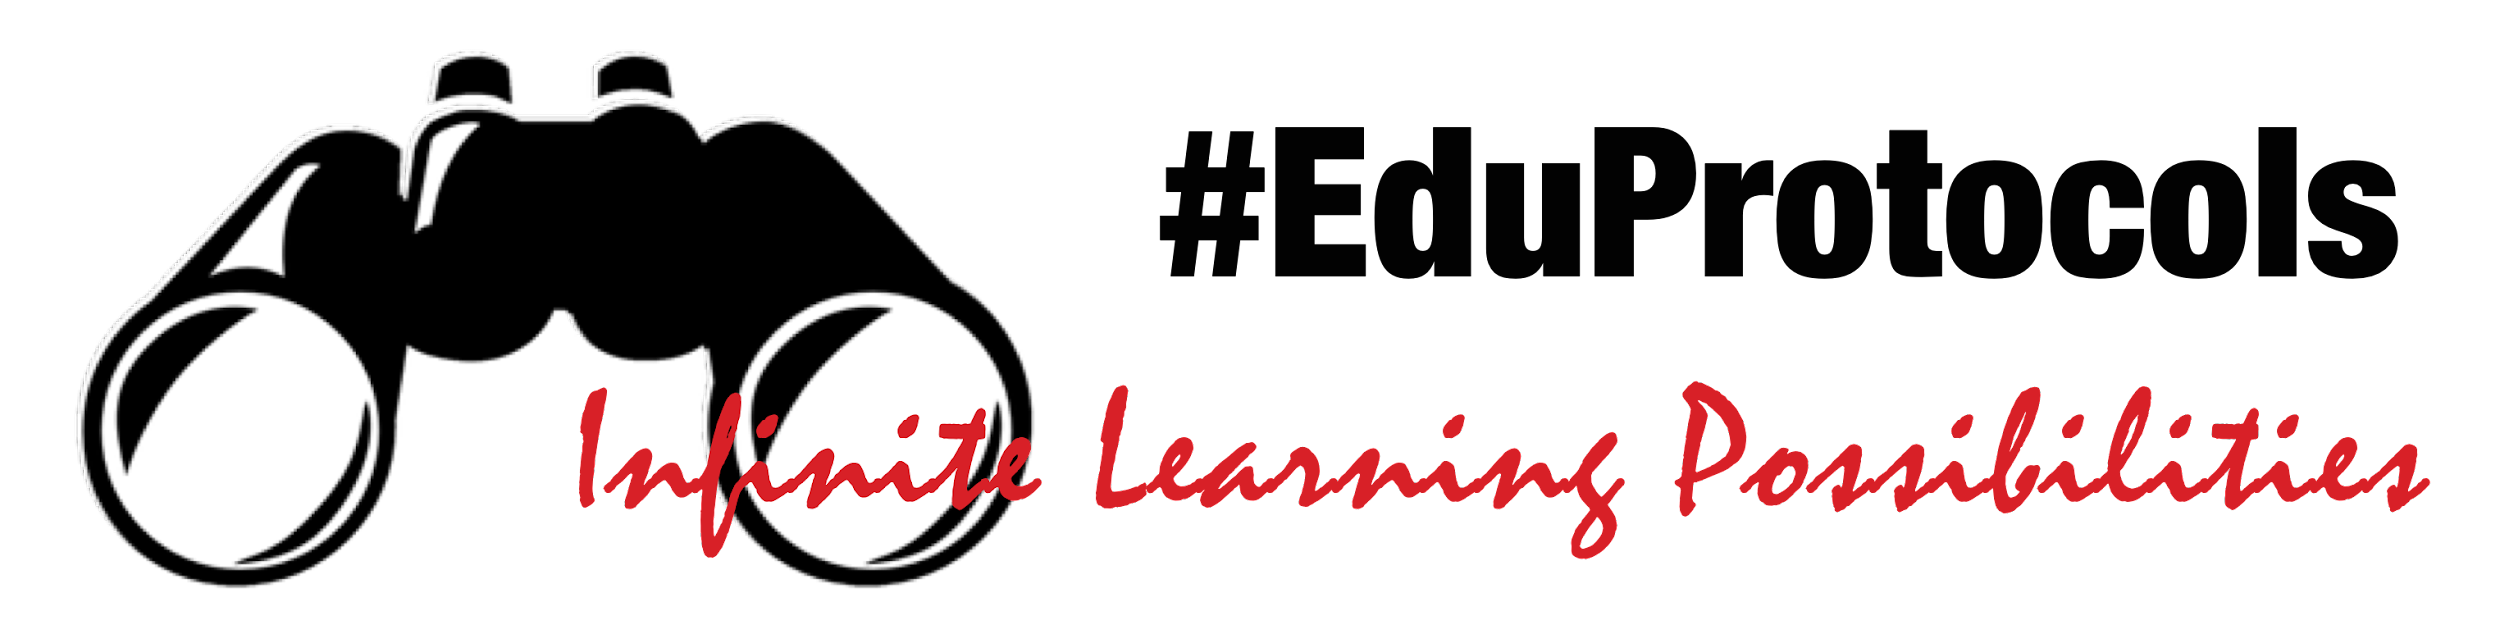 #EduProtocols
Infinite Learning Possibilities